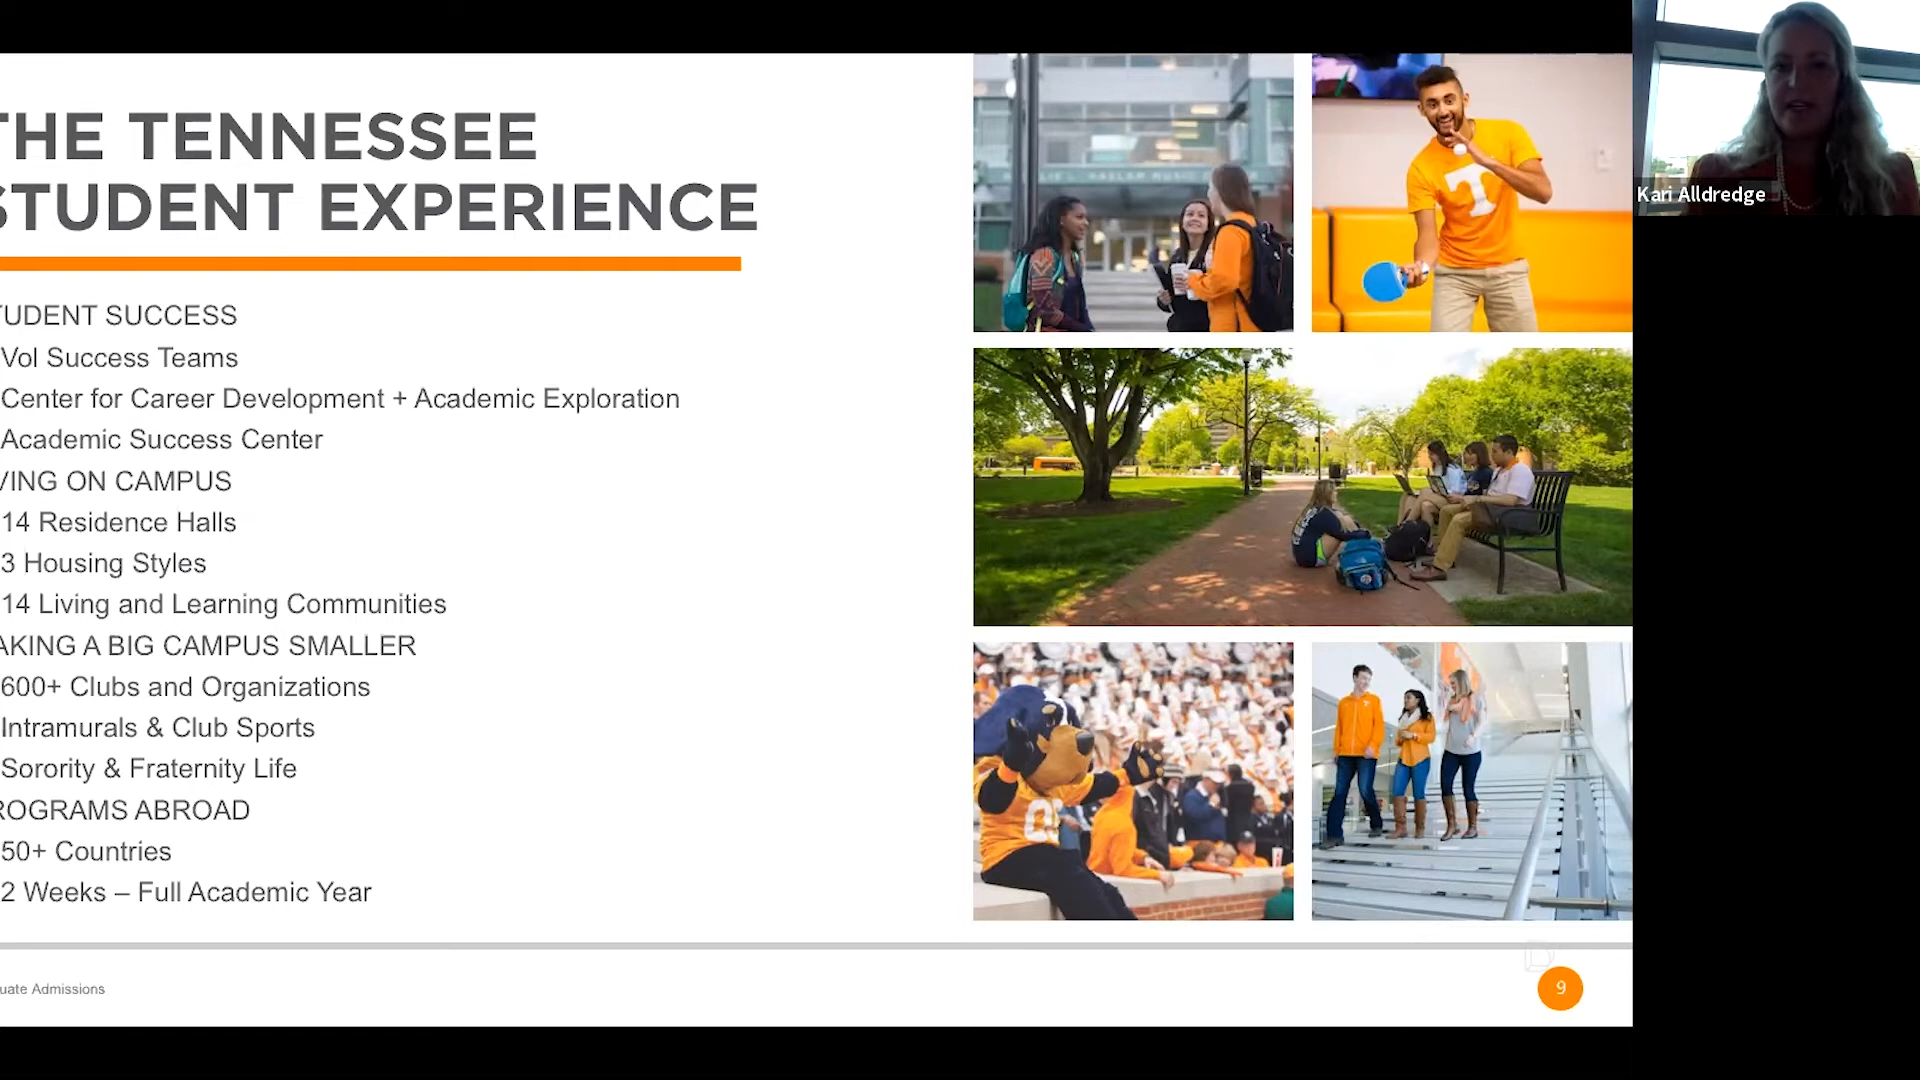 THE TENNESSEE
STUDENT EXPERIENCE
TUDENT SUCCESS
Vol Success Teams
Center for Career Development + Academic Exploration
Academic Success Center
VING ON CAMPUS
14 Residence Halls
3 Housing Styles
14 Living and Learning Communities
AKING A BIG CAMPUS SMALLER
600+ Clubs and Organizations
Intramurals & Club Sports
Sorority & Fraternity Life
ROGRAMS ABROAD
50+ Countries
2 Weeks – Full Academic Year
uate Admissions
9
Kari Alldredge
T